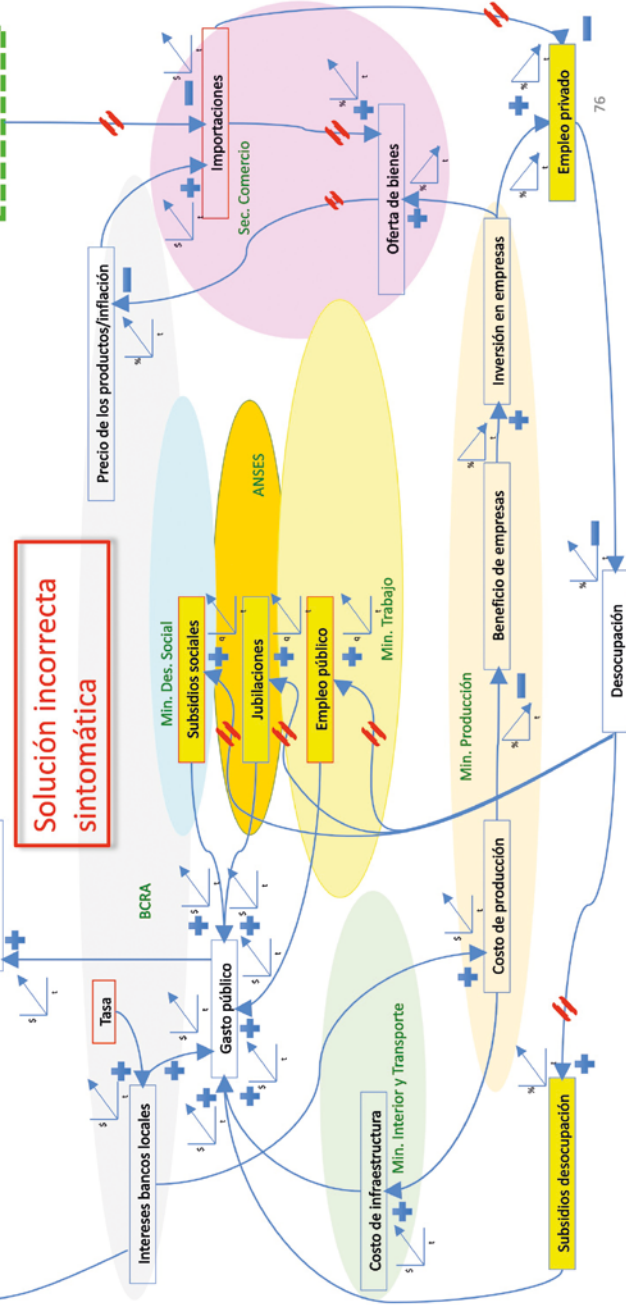 Solución incorrecta
sintomática
Precio de los productos/inflación
Importaciones
Sec. Comercio
Oferta de bienes
Empleo privado
76
Min. Des. Social
Subsidios sociales
ANSES
Jubilaciones
Empleo público
Min. Trabajo
BCRA
Tasa
Intereses bancos locales
Gasto público
Costo de infraestructura
Min. Interior y Transporte
Min. Producción
Costo de producción
Beneficio de empresas
Inversión en empresas
Desocupación
Subsidios desocupación